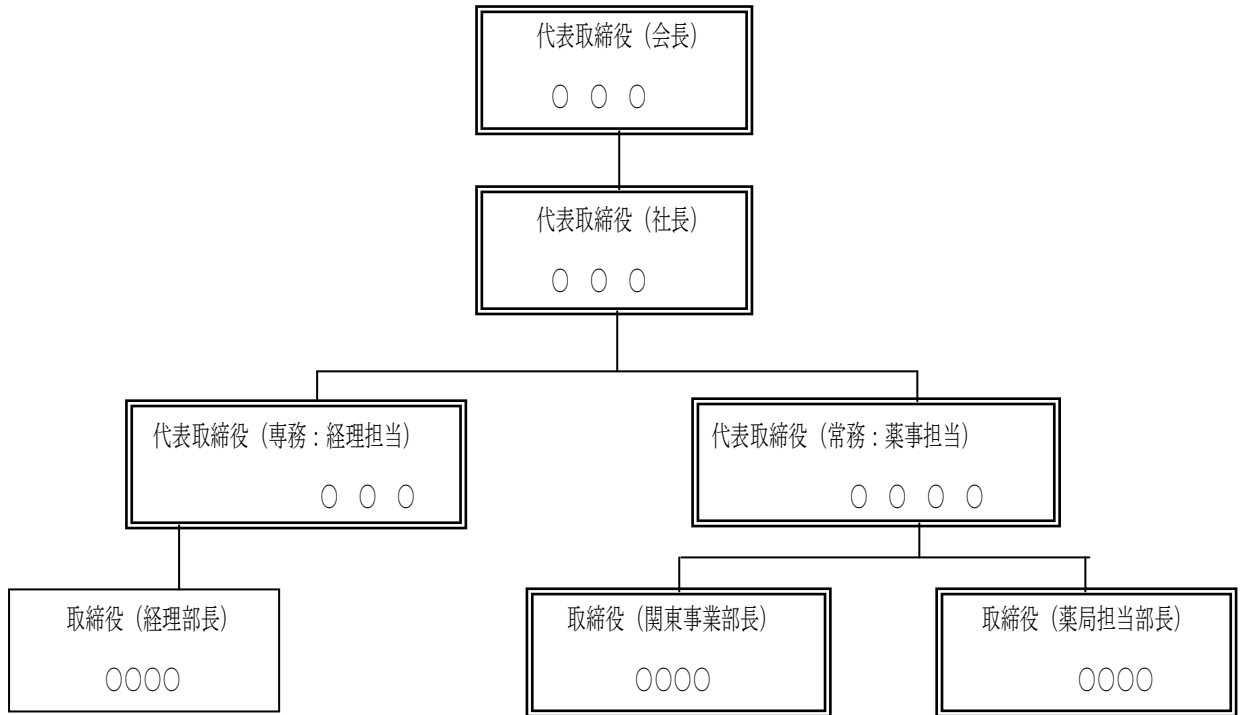 代表取締役（会長）
○ ○ ○
代表取締役（社長）
○ ○ ○
代表取締役（専務：経理担当）
○ ○ ○
代表取締役（常務：薬事担当）
○ ○ ○ ○
取締役（経理部長）
○○○○
取締役（関東事業部長）
○○○○
取締役（薬局担当部長）
○○○○